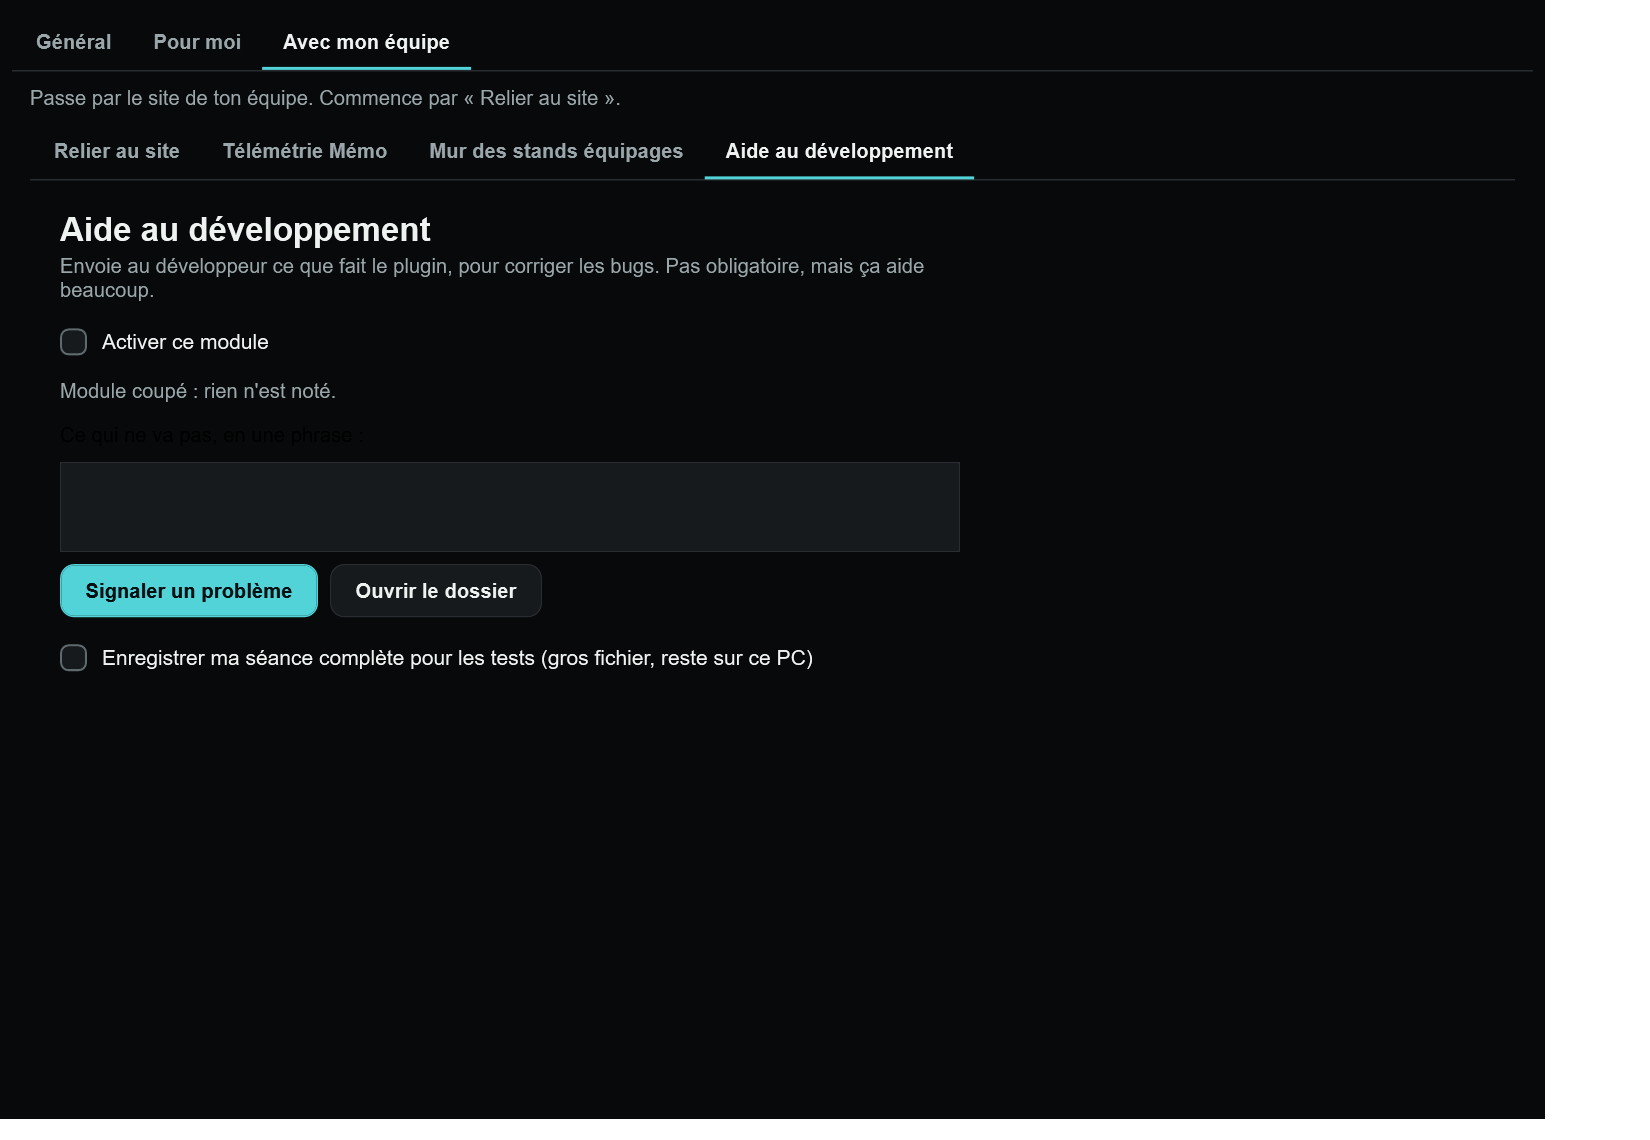 Général Pour moi Avec mon équipe
Passe par le site de ton équipe. Commence par « Relier au site ».
Relier au site Télémétrie Mémo Mur des stands équipages Aide au développement
Aide au développement
Envoie au développeur ce que fait le plugin, pour corriger les bugs. Pas obligatoire, mais ça aide
beaucoup.
Activer ce module
Module coupé : rien n'est noté.
Ce qui ne va pas, en une phrase :
Signaler un problème Ouvrir le dossier
Enregistrer ma séance complète pour les tests (gros fichier, reste sur ce PC)